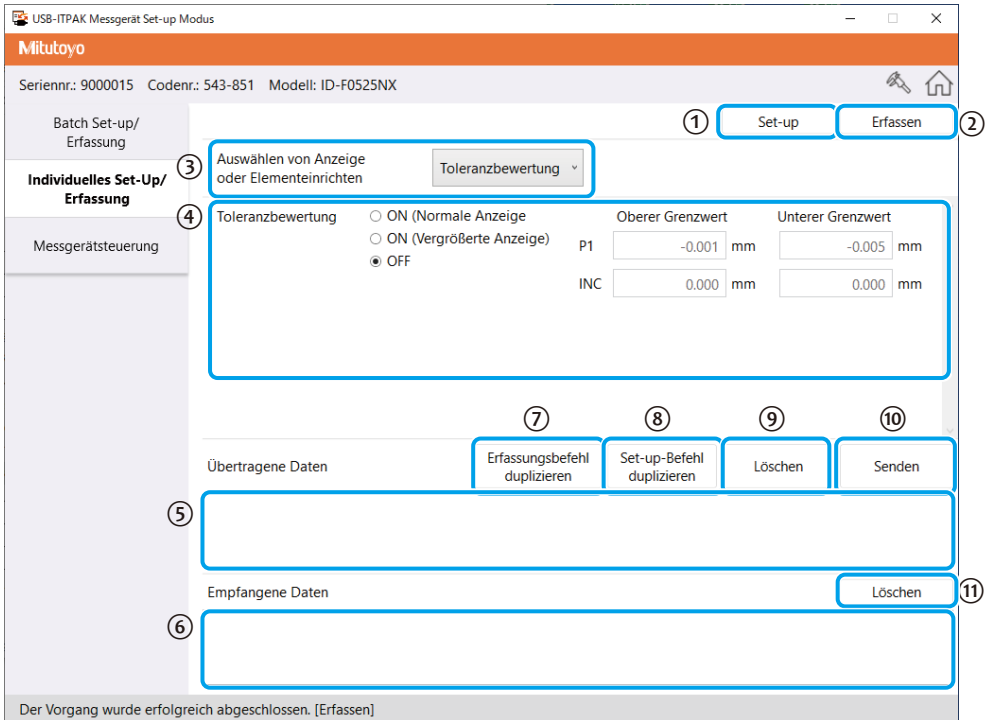 USB-ITPAK Messgerät Set-up Modus
Mitutoyo
Seriennr.: 9000015 Codenr.: 543-851 Modell: ID-F0525NX
Batch Set-up/
Erfassung
Individuelles Set-Up/
Erfassung
Messgerätsteuerung
① Set-up Erfassen ②
③ Auswählen von Anzeige
oder Elementeinrichten
Toleranzbewertung
④ Toleranzbewertung
ON (Normale Anzeige
ON (Vergrößerte Anzeige)
OFF
Oberer Grenzwert Unterer Grenzwert
P1 -0.001 mm -0.005 mm
INC 0.000 mm 0.000 mm
⑦ ⑧ ⑨ ⑩
Übertragene Daten
Erfassungsbefehl
duplizieren
Set-up-Befehl
duplizieren
Löschen
Senden
⑤
Empfangene Daten Löschen ⑪
⑥
Der Vorgang wurde erfolgreich abgeschlossen. [Erfassen]